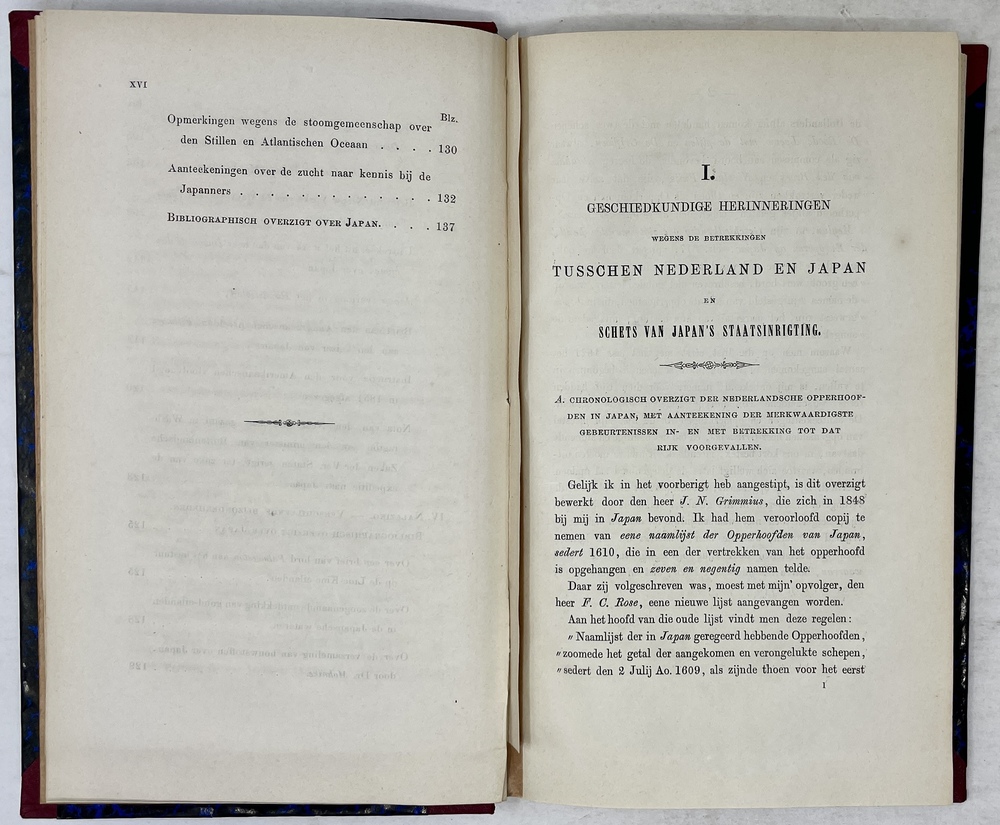 XVI
Blz.
Opmerkingen wegens de stoomgemeenschap over
den Stillen en Atlantischen Oceaan . . . . 130
Aanteekeningen over de zucht naar kennis bij de
Japanners . . . . . . . . . . . . 132
BIBLIOGRAPHISCH OVERZIGT OVER JAPAN. . . . 137
I.
GESCHIEDKUNDIGE HERINNERINGEN
WEGENS DE BETREKKINGEN
TUSSCHEN NEDERLAND EN JAPAN
EN
SCHETS VAN JAPAN'S STAATSINRIGTING.
A. CHRONOLOGISCH OVERZIGT DER NEDERLANDSCHE OPPERHOOF-
DEN IN JAPAN, MET AANTEEKENING DER MERKWAARDIGSTE
GEBEURTENISSEN IN- EN MET BETREKKING TOT DAT
RIJK VOORGEVALLEN.
Gelijk ik in het voorberigt heb aangestipt, is dit overzigt
bewerkt door den heer J. N. Grimmius, die zich in 1848
bij mij in Japan bevond. Ik had hem veroorloofd copij te
nemen van eene naamlijst der Opperhoofden van Japan,
sedert 1610, die in een der vertrekken van het opperhoofd
is opgehangen en zeven en negentig namen telde.
Daar zij volgeschreven was, moest met mijn' opvolger, den
heer F. C. Rose, eene nieuwe lijst aangevangen worden.
Aan het hoofd van die oude lijst vindt men deze regelen:
„Naamlijst der in Japan geregeerd hebbende Opperhoofden,
„zoomede het getal der aangekomen en verongelukte schepen,
„sedert den 2 Julij Ao. 1609, als zijnde thoen voor het eerst
1